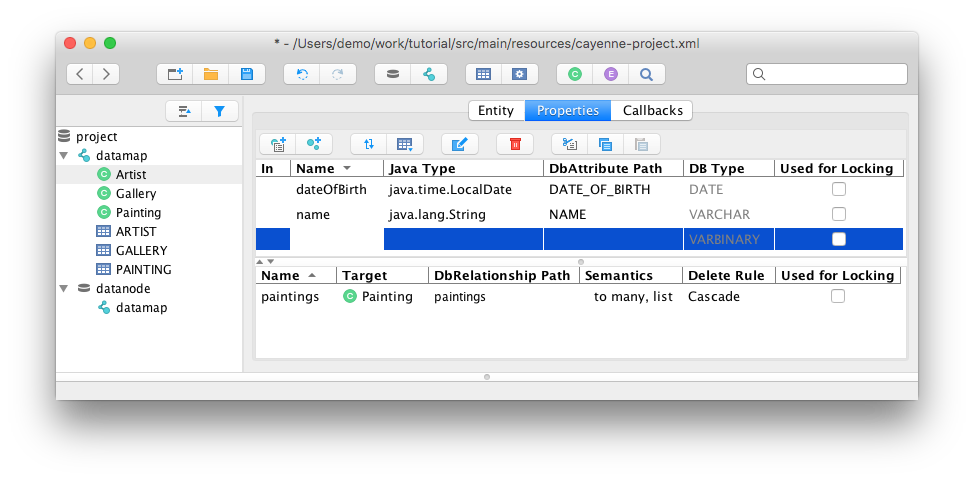 * - /Users/demo/work/tutorial/src/main/resources/cayenne-project.xml
C E
Entity Properties Callbacks
project
datamap
C Artist
C Gallery
C Painting
ARTIST
GALLERY
PAINTING
datanode
datamap
In Name Java Type DbAttribute Path DB Type Used for Locking
dateOfBirth java.time.LocalDate DATE_OF_BIRTH DATE
name java.lang.String NAME VARCHAR
VARBINARY
Name Target DbRelationship Path Semantics Delete Rule Used for Locking
paintings C Painting paintings to many, list Cascade